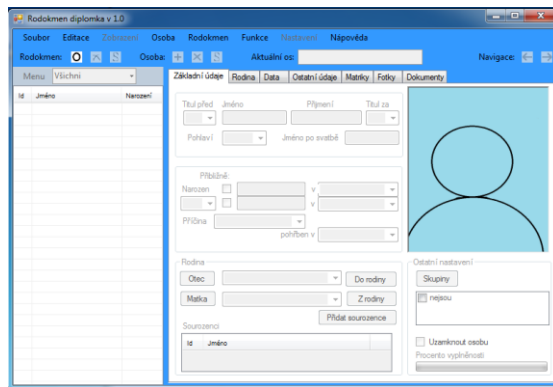 Rodokmen diplomka v 1.0
Soubor Editace Zobrazení Osoba Rodokmen Funkce Nastavení Nápověda
Rodokmen: O X S Osoba: + X S Aktuální os: Navigace:
Menu Všichni
Základní údaje Rodina Data Ostatní údaje Matriky Fotky Dokumenty
Id Jméno Narození
Titul před Jméno Příjmení Titul za
Pohlaví Jméno po svatbě
Přibližně:
Narozen v
v
Příčina
pohřben v
Rodina
Otec Do rodiny
Matka Z rodiny
Přidat sourozence
Sourozenci
Id Jméno
Ostatní nastavení
Skupiny
nejsou
Uzamknout osobu
Procento vyplněnosti